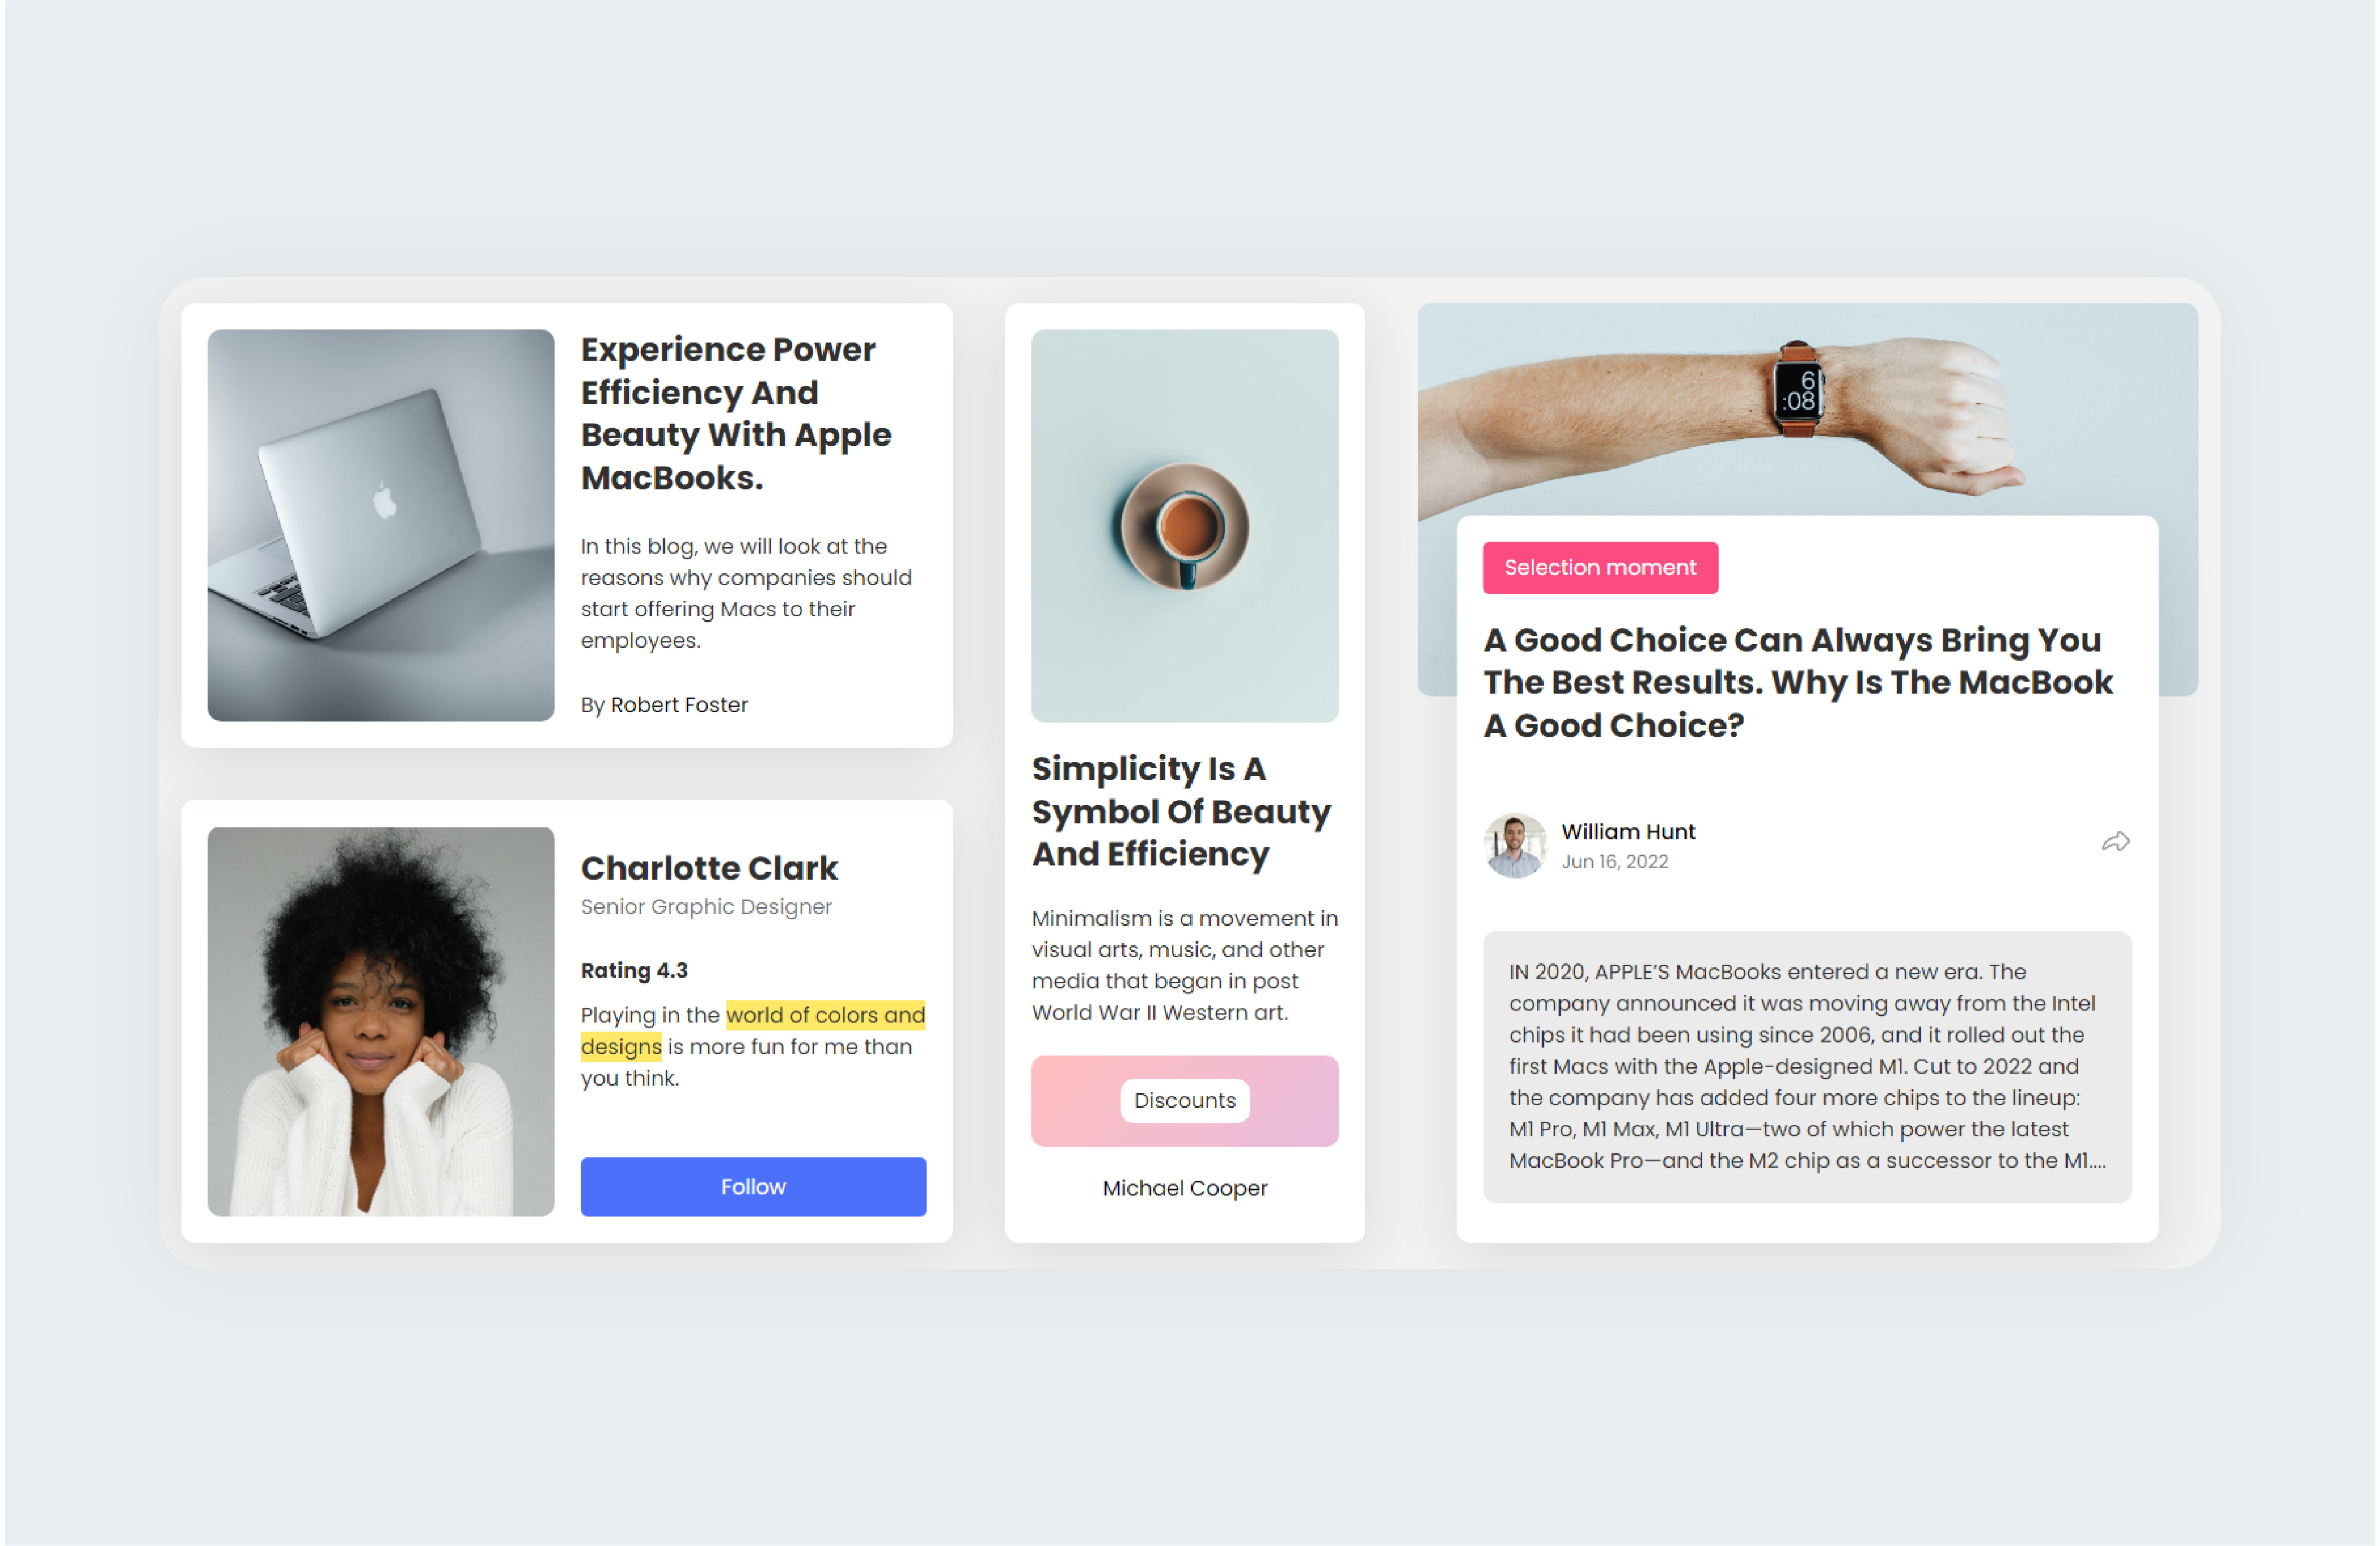 Experience Power
Efficiency And
Beauty With Apple
MacBooks.
In this blog, we will look at the
reasons why companies should
start offering Macs to their
employees.
By Robert Foster
Charlotte Clark
Senior Graphic Designer
Rating 4.3
Playing in the world of colors and
designs is more fun for me than
you think.
Follow
Simplicity Is A
Symbol Of Beauty
And Efficiency
Minimalism is a movement in
visual arts, music, and other
media that began in post
World War II Western art.
Discounts
Michael Cooper
6
:08
Selection moment
A Good Choice Can Always Bring You
The Best Results. Why Is The MacBook
A Good Choice?
William Hunt
Jun 16, 2022
IN 2020, APPLE’S MacBooks entered a new era. The
company announced it was moving away from the Intel
chips it had been using since 2006, and it rolled out the
first Macs with the Apple-designed M1. Cut to 2022 and
the company has added four more chips to the lineup:
M1 Pro, M1 Max, M1 Ultra—two of which power the latest
MacBook Pro—and the M2 chip as a successor to the M1....